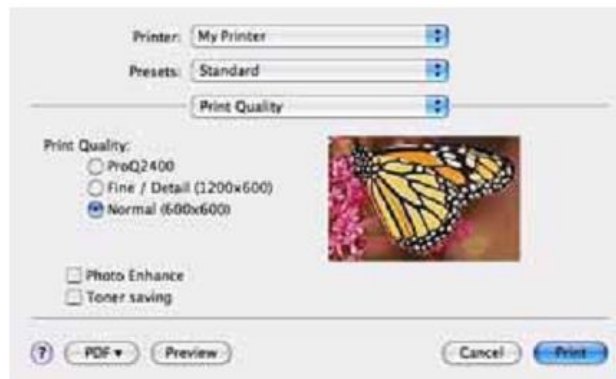 Printer: My Printer
Presets: Standard
Print Quality
Print Quality:
ProQ2400
Fine / Detail (1200x600)
Normal (600x600)
Photo Enhance
Toner saving
? PDF Preview Cancel Print